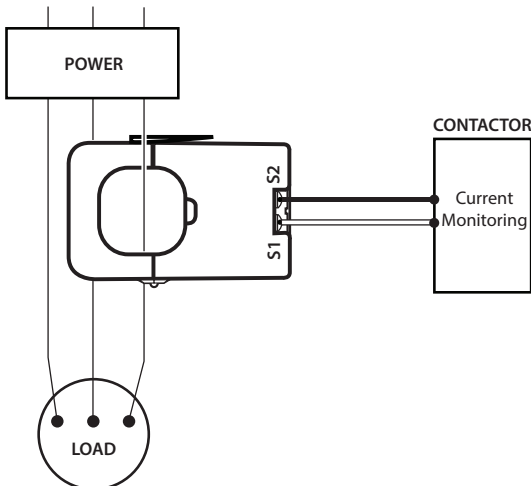 POWER
CONTACTOR
S2
Current
Monitoring
S1
LOAD